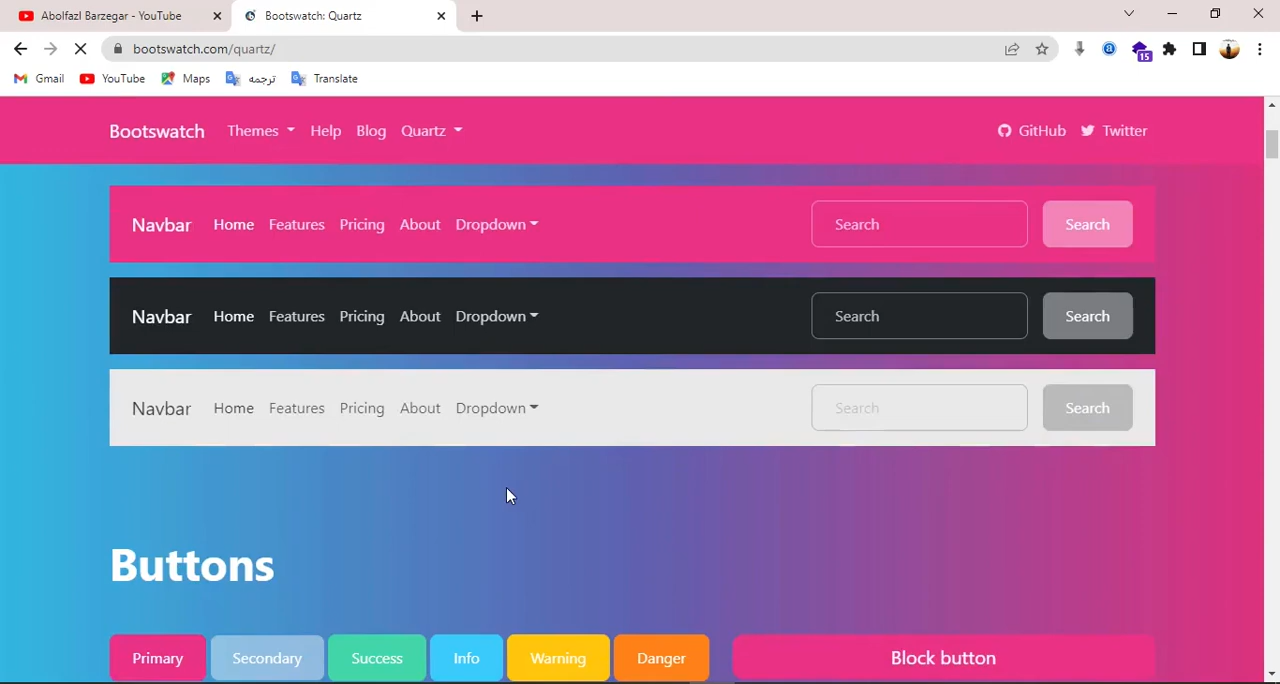 Abolfazl Barzegar - YouTube
Bootswatch: Quartz
bootswatch.com/quartz/
15
Gmail YouTube Maps ترجمه Translate
Bootswatch Themes Help Blog Quartz GitHub Twitter
Navbar Home Features Pricing About Dropdown Search Search
Navbar Home Features Pricing About Dropdown Search Search
Navbar Home Features Pricing About Dropdown Search Search
Buttons
Primary Secondary Success Info Warning Danger Block button